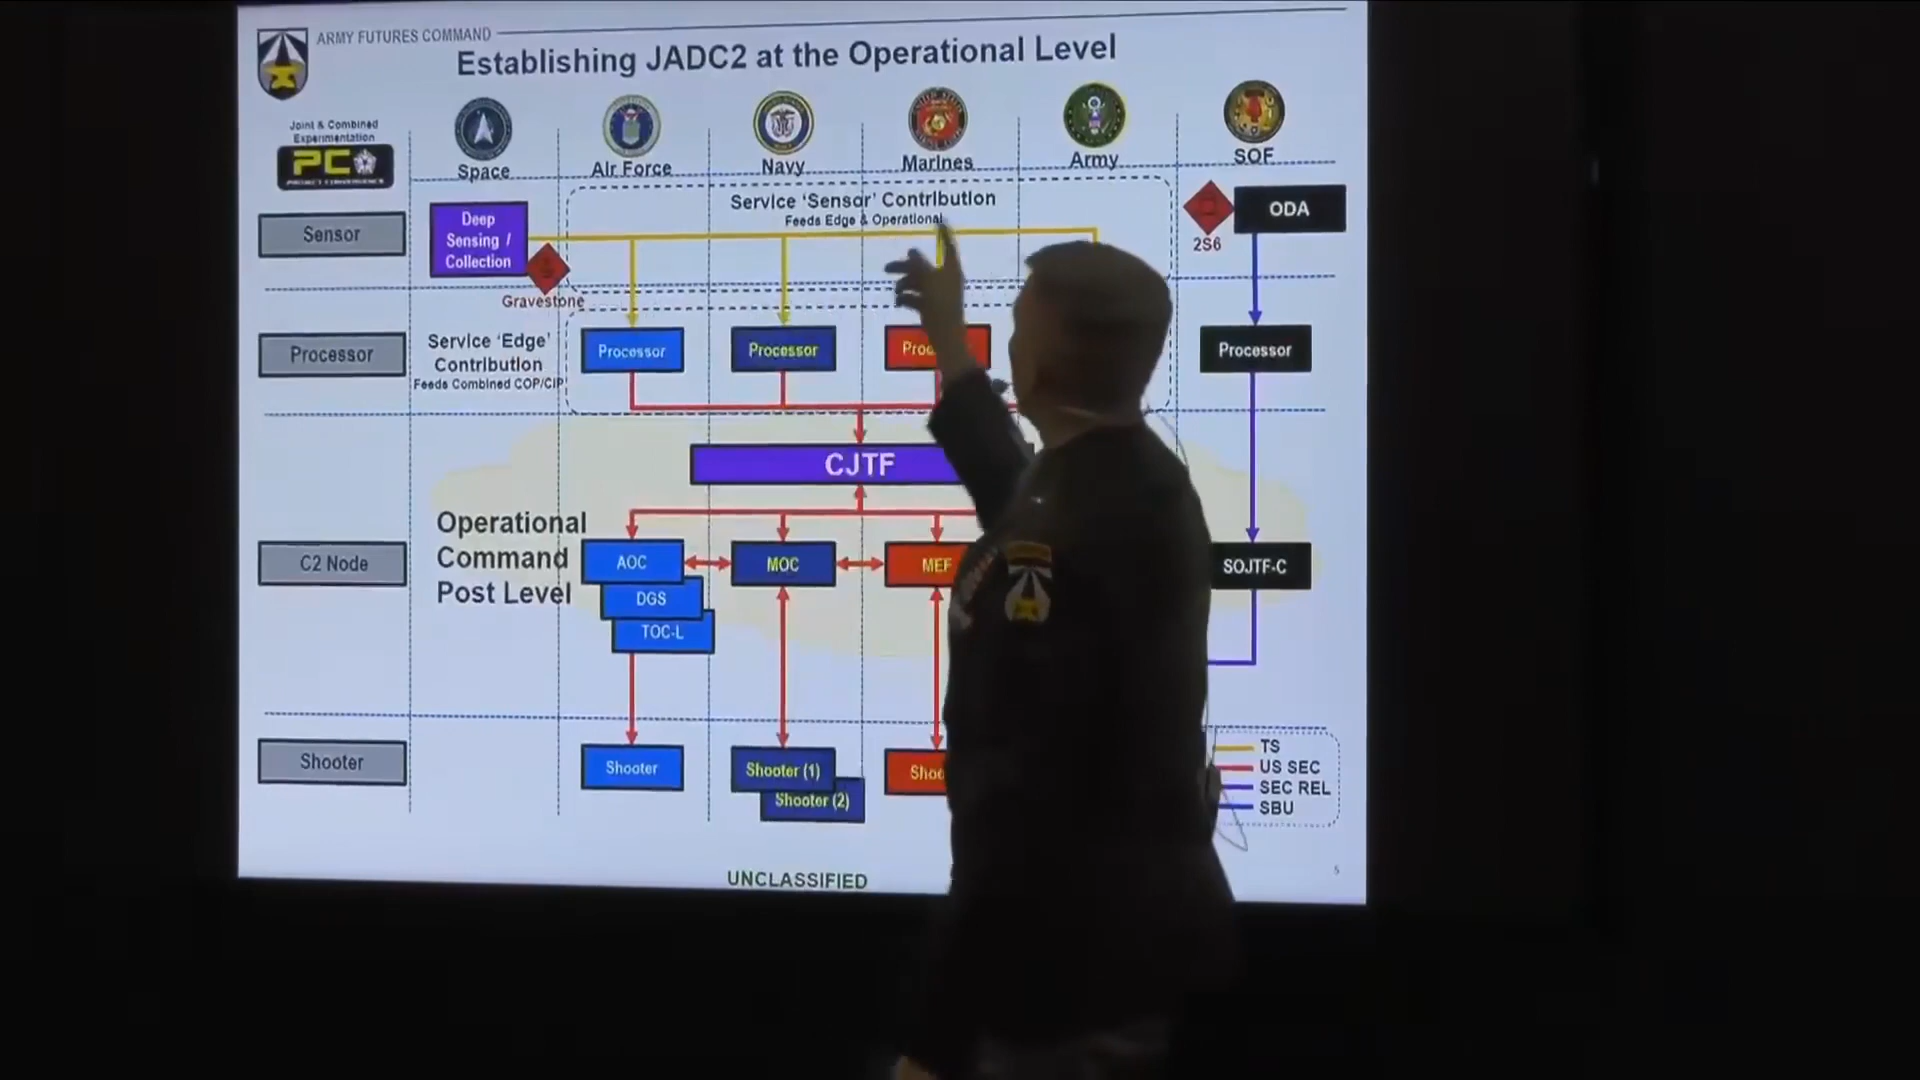 ARMY FUTURES COMMAND
Establishing JADC2 at the Operational Level
Joint & Combined
Experimentation
PC
PROJECT CONVERGENCE
Space
Air Force
Navy
Marines
Army
SOF
Sensor
Deep
Sensing /
Collection
Gravestone
Service ‘Sensor’ Contribution
Feeds Edge & Operational
2S6
ODA
Processor
Service ‘Edge’
Contribution
Feeds Combined COP/CIP
Processor
Processor
Processor
CJTF
C2 Node
Operational
Command
Post Level
AOC
DGS
TOC-L
MOC
MEF
SOJTF-C
Shooter
Shooter
Shooter (1)
Shooter (2)
TS
US SEC
SEC REL
SBU
UNCLASSIFIED
5